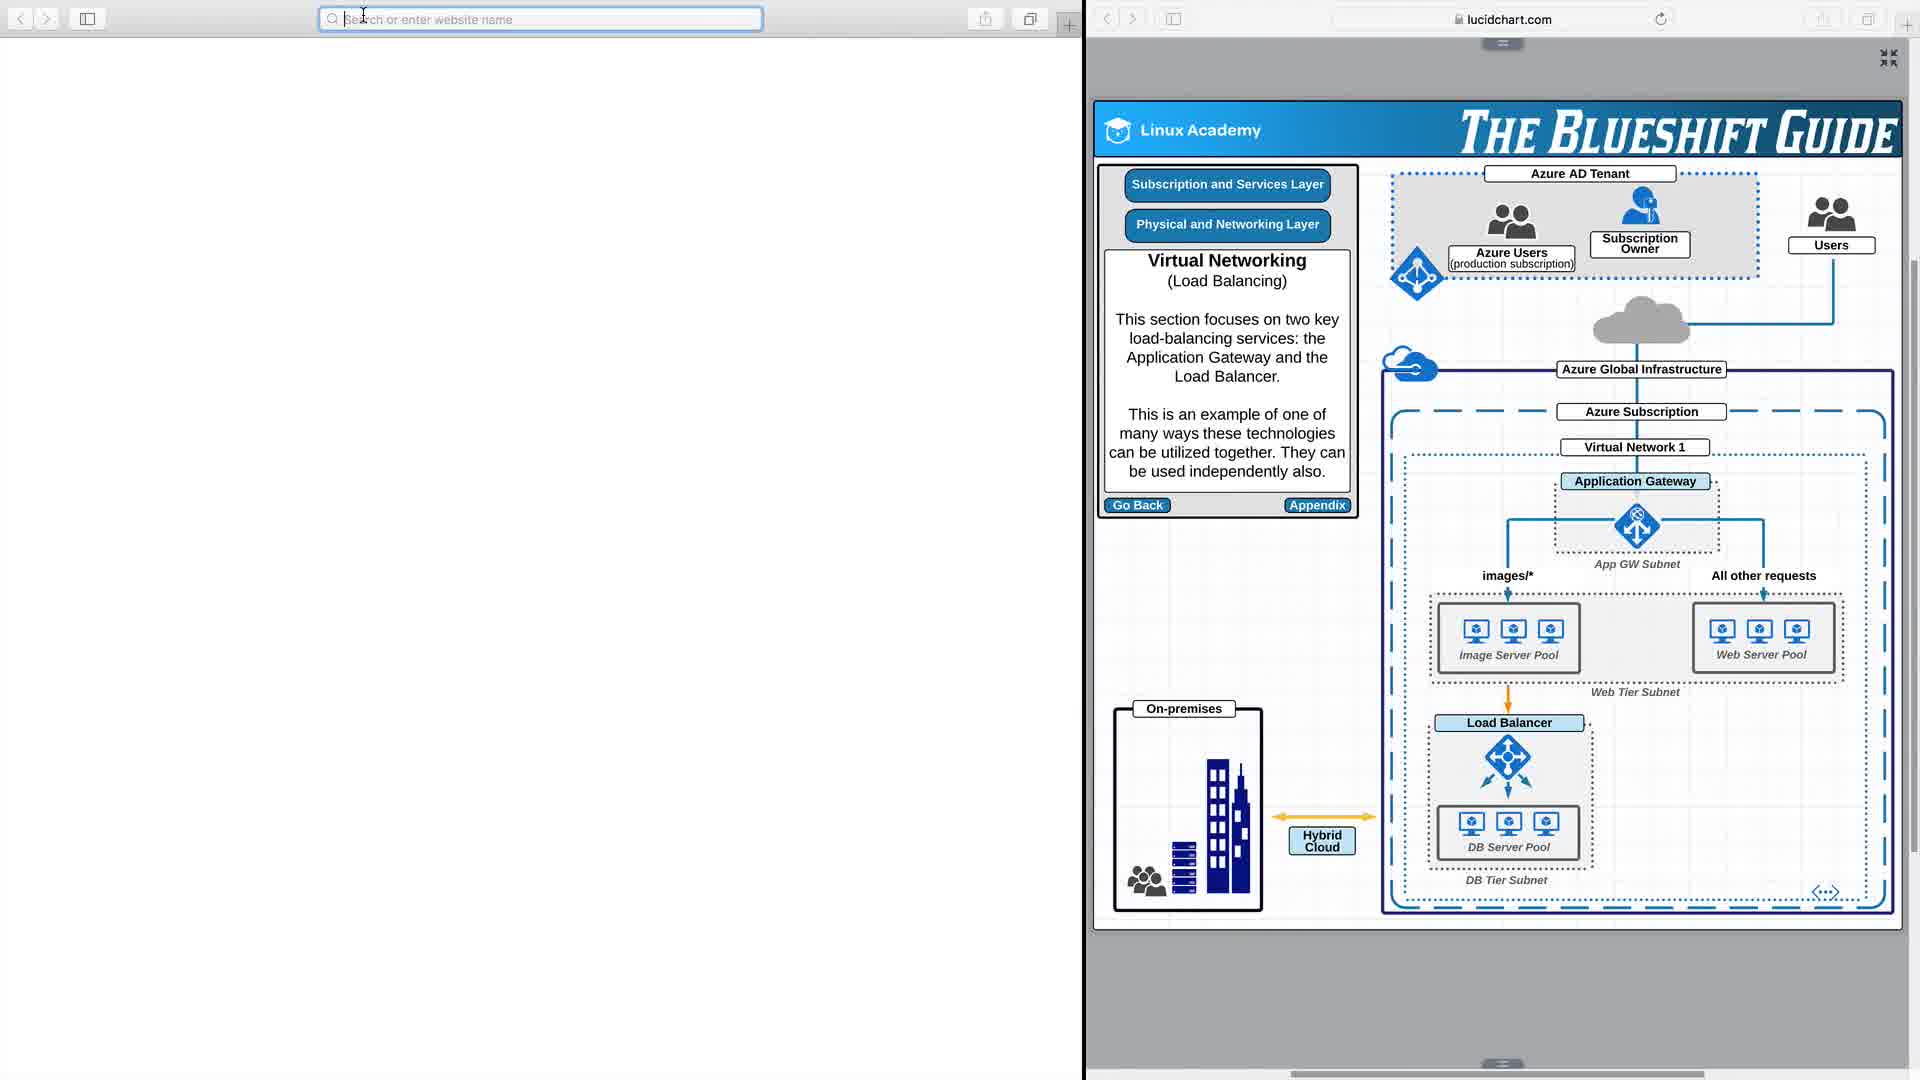 Search or enter website name
lucidchart.com
Linux Academy
THE BLUESHIFT GUIDE
Subscription and Services Layer
Physical and Networking Layer
Virtual Networking
(Load Balancing)
This section focuses on two key
load-balancing services: the
Application Gateway and the
Load Balancer.
This is an example of one of
many ways these technologies
can be utilized together. They can
be used independently also.
Go Back
Appendix
Azure AD Tenant
Azure Users
(production subscription)
Subscription
Owner
Users
Azure Global Infrastructure
Azure Subscription
Virtual Network 1
Application Gateway
App GW Subnet
images/*
All other requests
Image Server Pool
Web Server Pool
Web Tier Subnet
Load Balancer
DB Server Pool
DB Tier Subnet
On-premises
Hybrid
Cloud